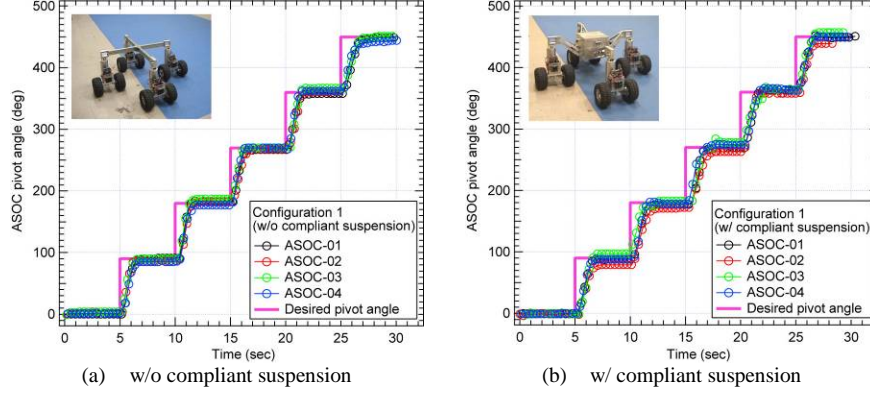 500
400
300
200
100
0
ASOC pivot angle (deg)
0 5 10 15 20 25 30
Time (sec)
Configuration 1
(w/o compliant suspension)
ASOC-01
ASOC-02
ASOC-03
ASOC-04
Desired pivot angle
(a) w/o compliant suspension
500
400
300
200
100
0
ASOC pivot angle (deg)
0 5 10 15 20 25 30
Time (sec)
Configuration 1
(w/ compliant suspension)
ASOC-01
ASOC-02
ASOC-03
ASOC-04
Desired pivot angle
(b) w/ compliant suspension